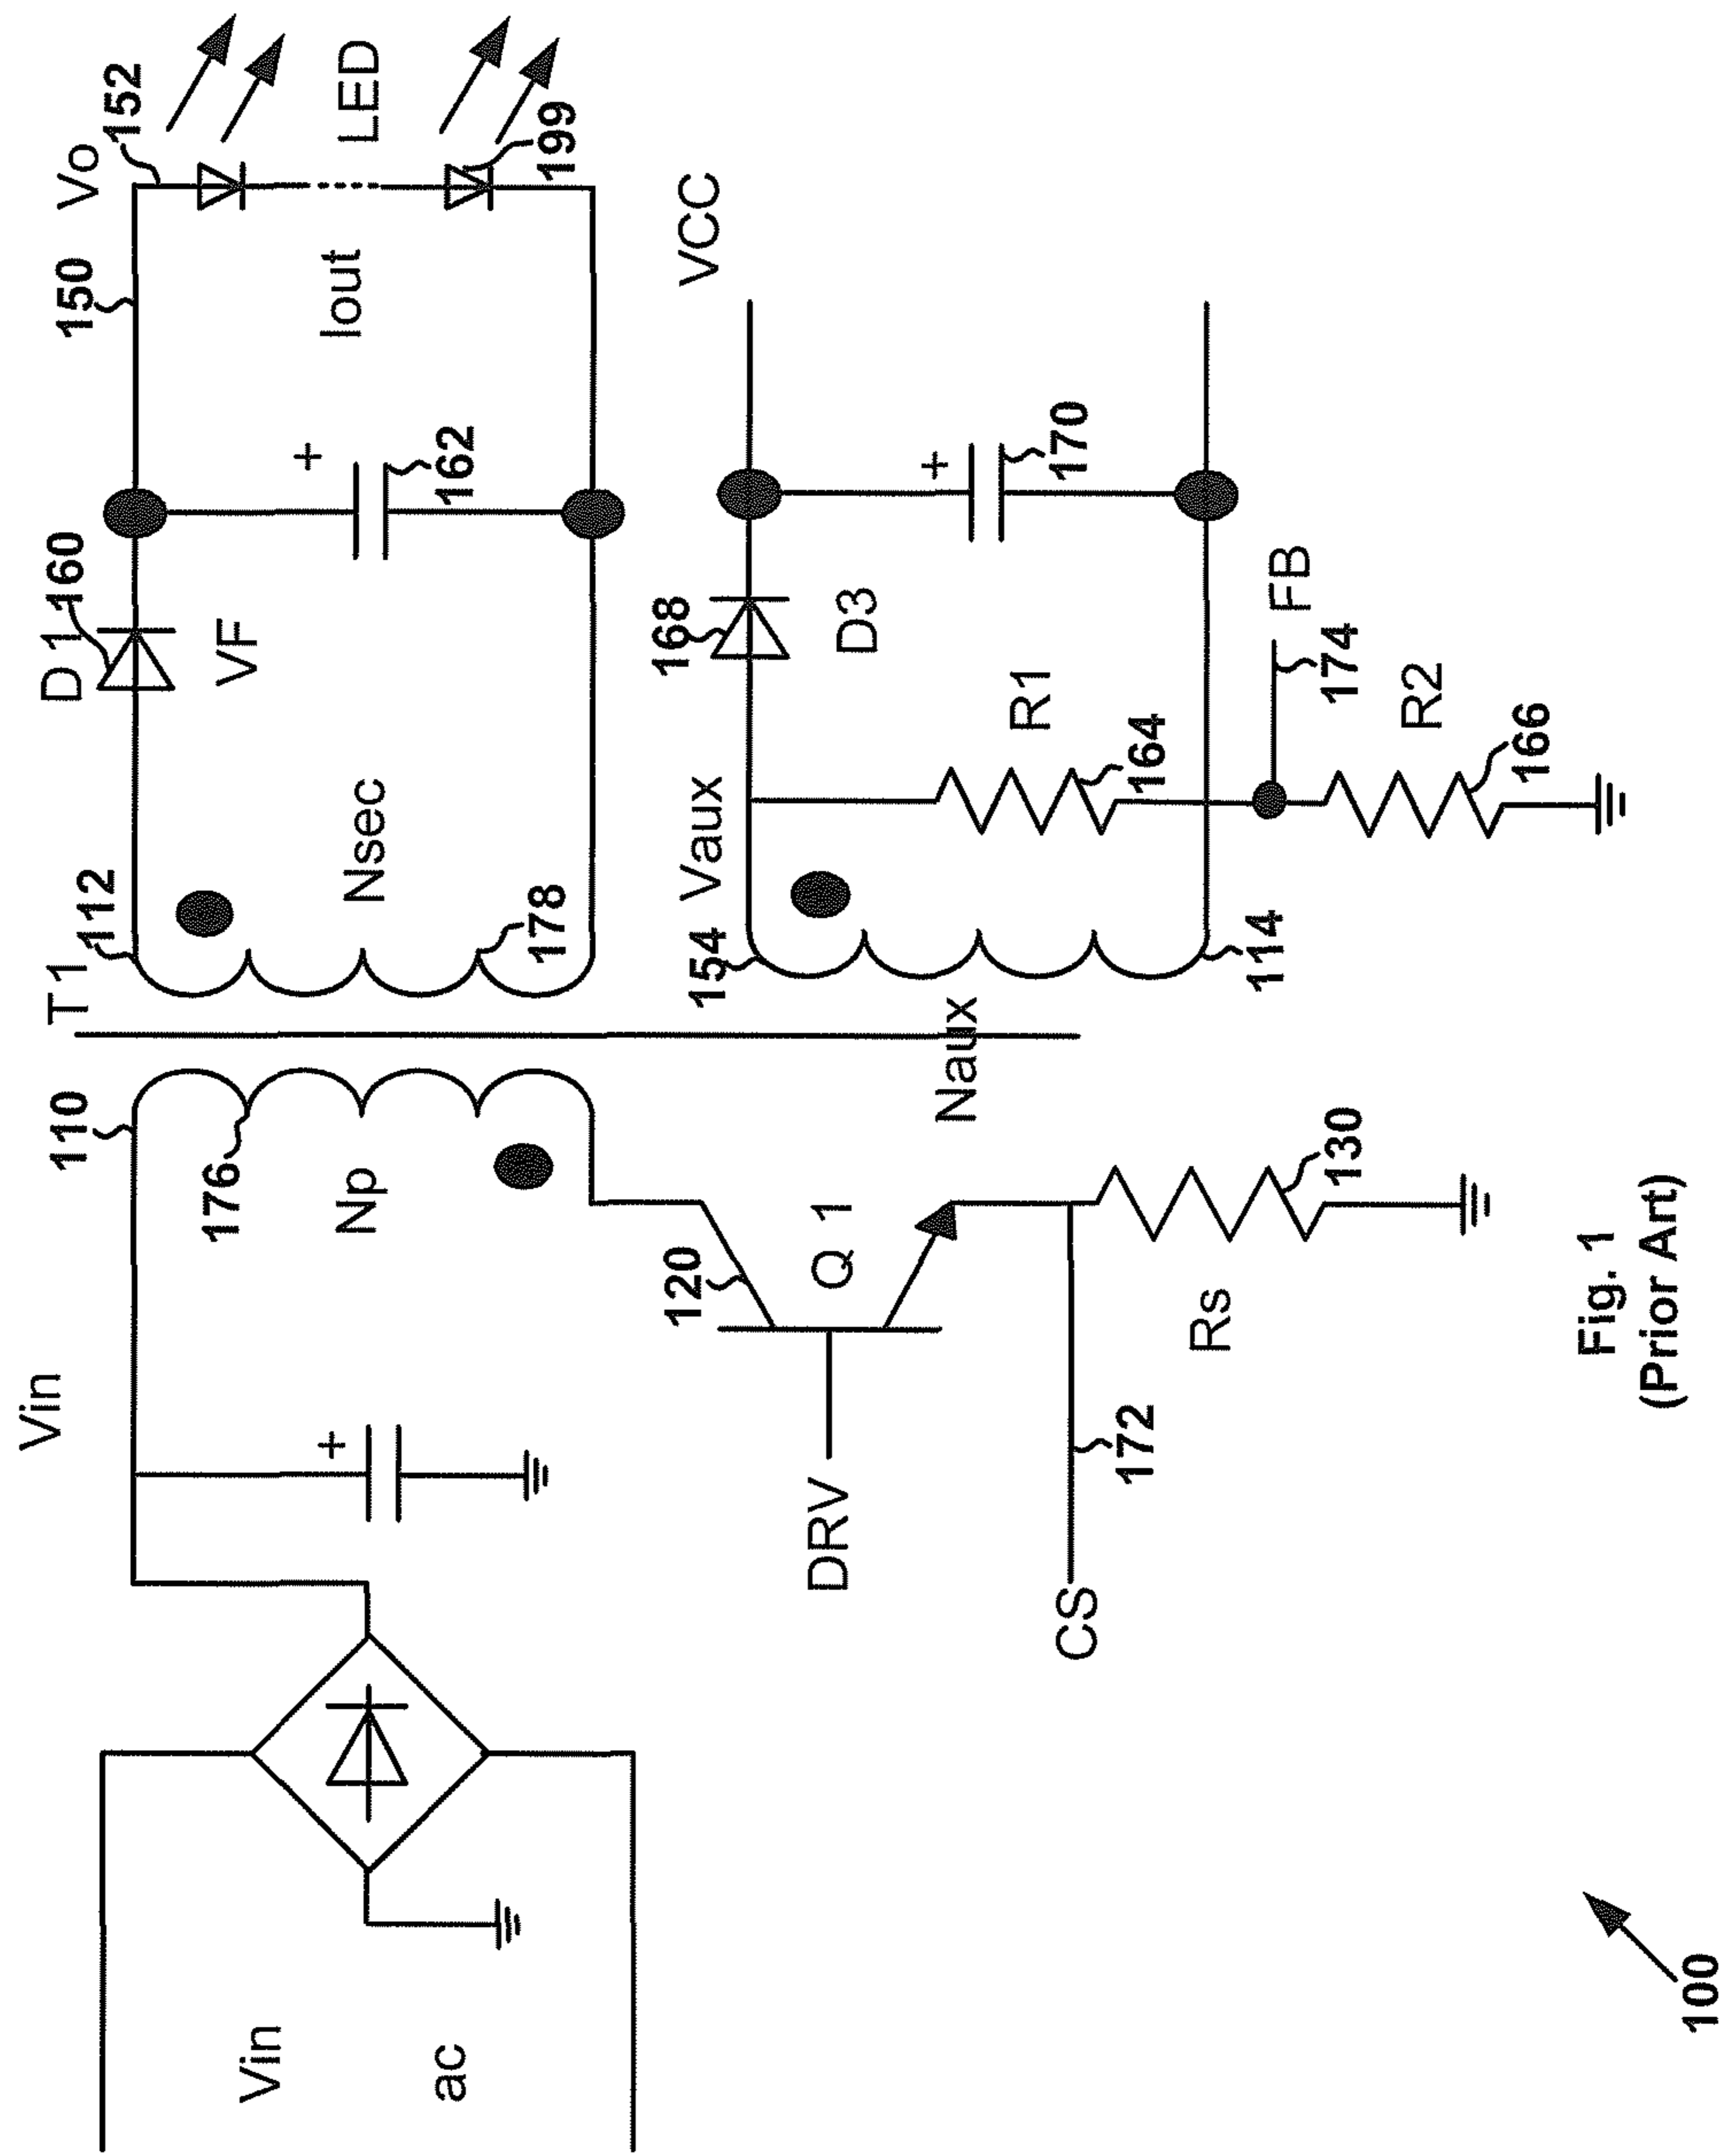 Vin
ac
Vin
110
176
Np
T1
112
Nsec
178
D1
160
VF
162
+
+
150
Iout
Vo
152
LED
199
DRV
120
Q 1
CS
172
Rs
130
Naux
154
Vaux
114
168
D3
R1
164
+
170
VCC
FB
174
R2
166
100
Fig. 1
(Prior Art)